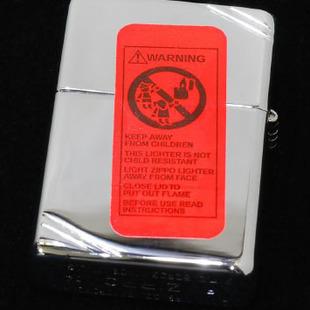 WARNING
KEEP AWAY
FROM CHILDREN
THIS LIGHTER IS NOT
CHILD RESISTANT
LIGHT ZIPPO LIGHTER
AWAY FROM FACE
CLOSE LID TO
PUT OUT FLAME
BEFORE USE READ
INSTRUCTIONS